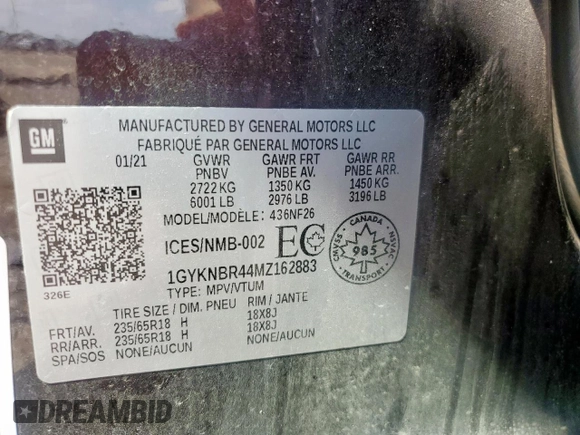 GM
MANUFACTURED BY GENERAL MOTORS LLC
FABRIQUÉ PAR GENERAL MOTORS LLC
01/21 GVWR GAWR FRT GAWR RR
PNBV PNBE AV. PNBE ARR.
2722 KG 1350 KG 1450 KG
6001 LB 2976 LB 3196 LB
MODEL/MODÈLE: 436NF26
ICES/NMB-002 EC CANADA CMVSS 985 NSVAC TRANSPORT
1GYKNBR44MZ162883
326E TYPE: MPV/VTUM
TIRE SIZE / DIM. PNEU RIM / JANTE
FRT/AV. 235/65R18 H 18X8J
RR/ARR. 235/65R18 H 18X8J
SPA/SOS NONE/AUCUN NONE/AUCUN
DREAMBID